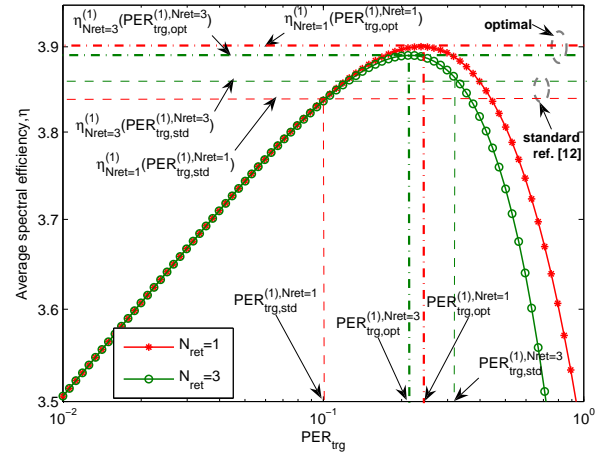 η(1)Nret=3(PER(1),Nret=3trg,opt)
η(1)Nret=1(PER(1),Nret=1trg,opt)
optimal
η(1)Nret=3(PER(1),Nret=3trg,std)
η(1)Nret=1(PER(1),Nret=1trg,std)
standard
ref. [12]
3.9
3.8
3.7
3.6
3.5
Average spectral efficiency, η
PER(1),Nret=1trg,std
PER(1),Nret=3trg,opt
PER(1),Nret=1trg,opt
PER(1),Nret=3trg,std
Nret=1
Nret=3
10−2
10−1
100
PERtrg